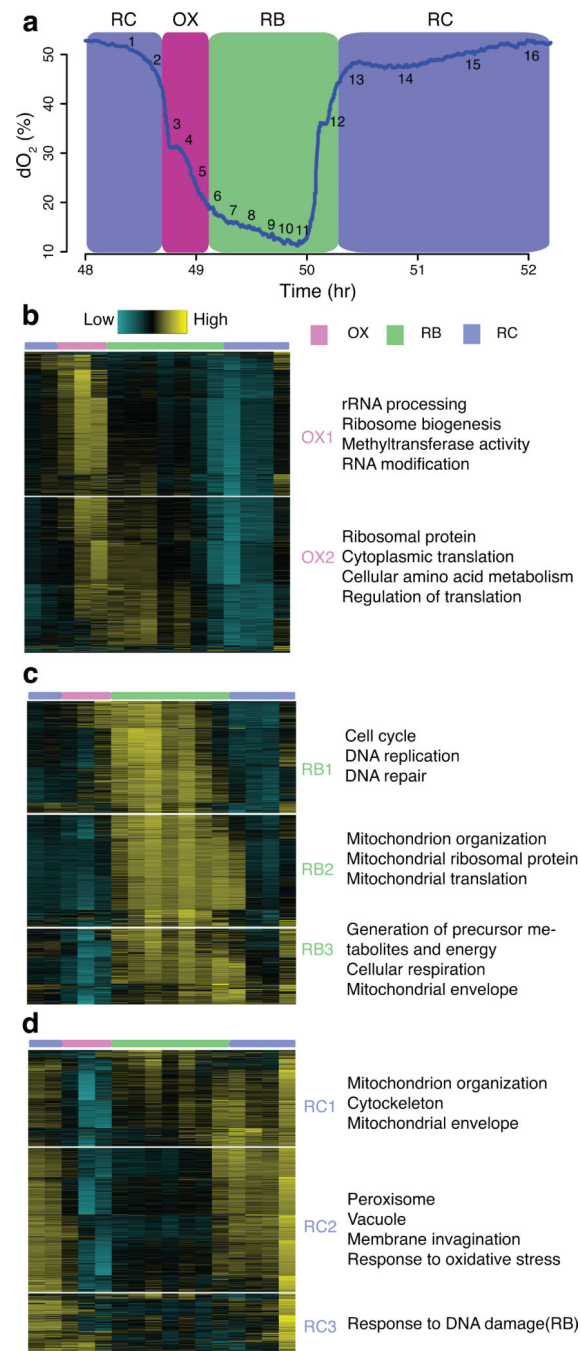 a
RC OX RB RC
dO2 (%)
50
40
30
20
10
1
2
3
4
5
6
7
8
9
10
11
12
13
14
15
16
48 49 50 51 52
Time (hr)
b
Low High
OX RB RC
OX1
rRNA processing
Ribosome biogenesis
Methyltransferase activity
RNA modification
OX2
Ribosomal protein
Cytoplasmic translation
Cellular amino acid metabolism
Regulation of translation
c
RB1
Cell cycle
DNA replication
DNA repair
RB2
Mitochondrion organization
Mitochondrial ribosomal protein
Mitochondrial translation
RB3
Generation of precursor me-
tabolites and energy
Cellular respiration
Mitochondrial envelope
d
RC1
Mitochondrion organization
Cytockeleton
Mitochondrial envelope
RC2
Peroxisome
Vacuole
Membrane invagination
Response to oxidative stress
RC3
Response to DNA damage(RB)